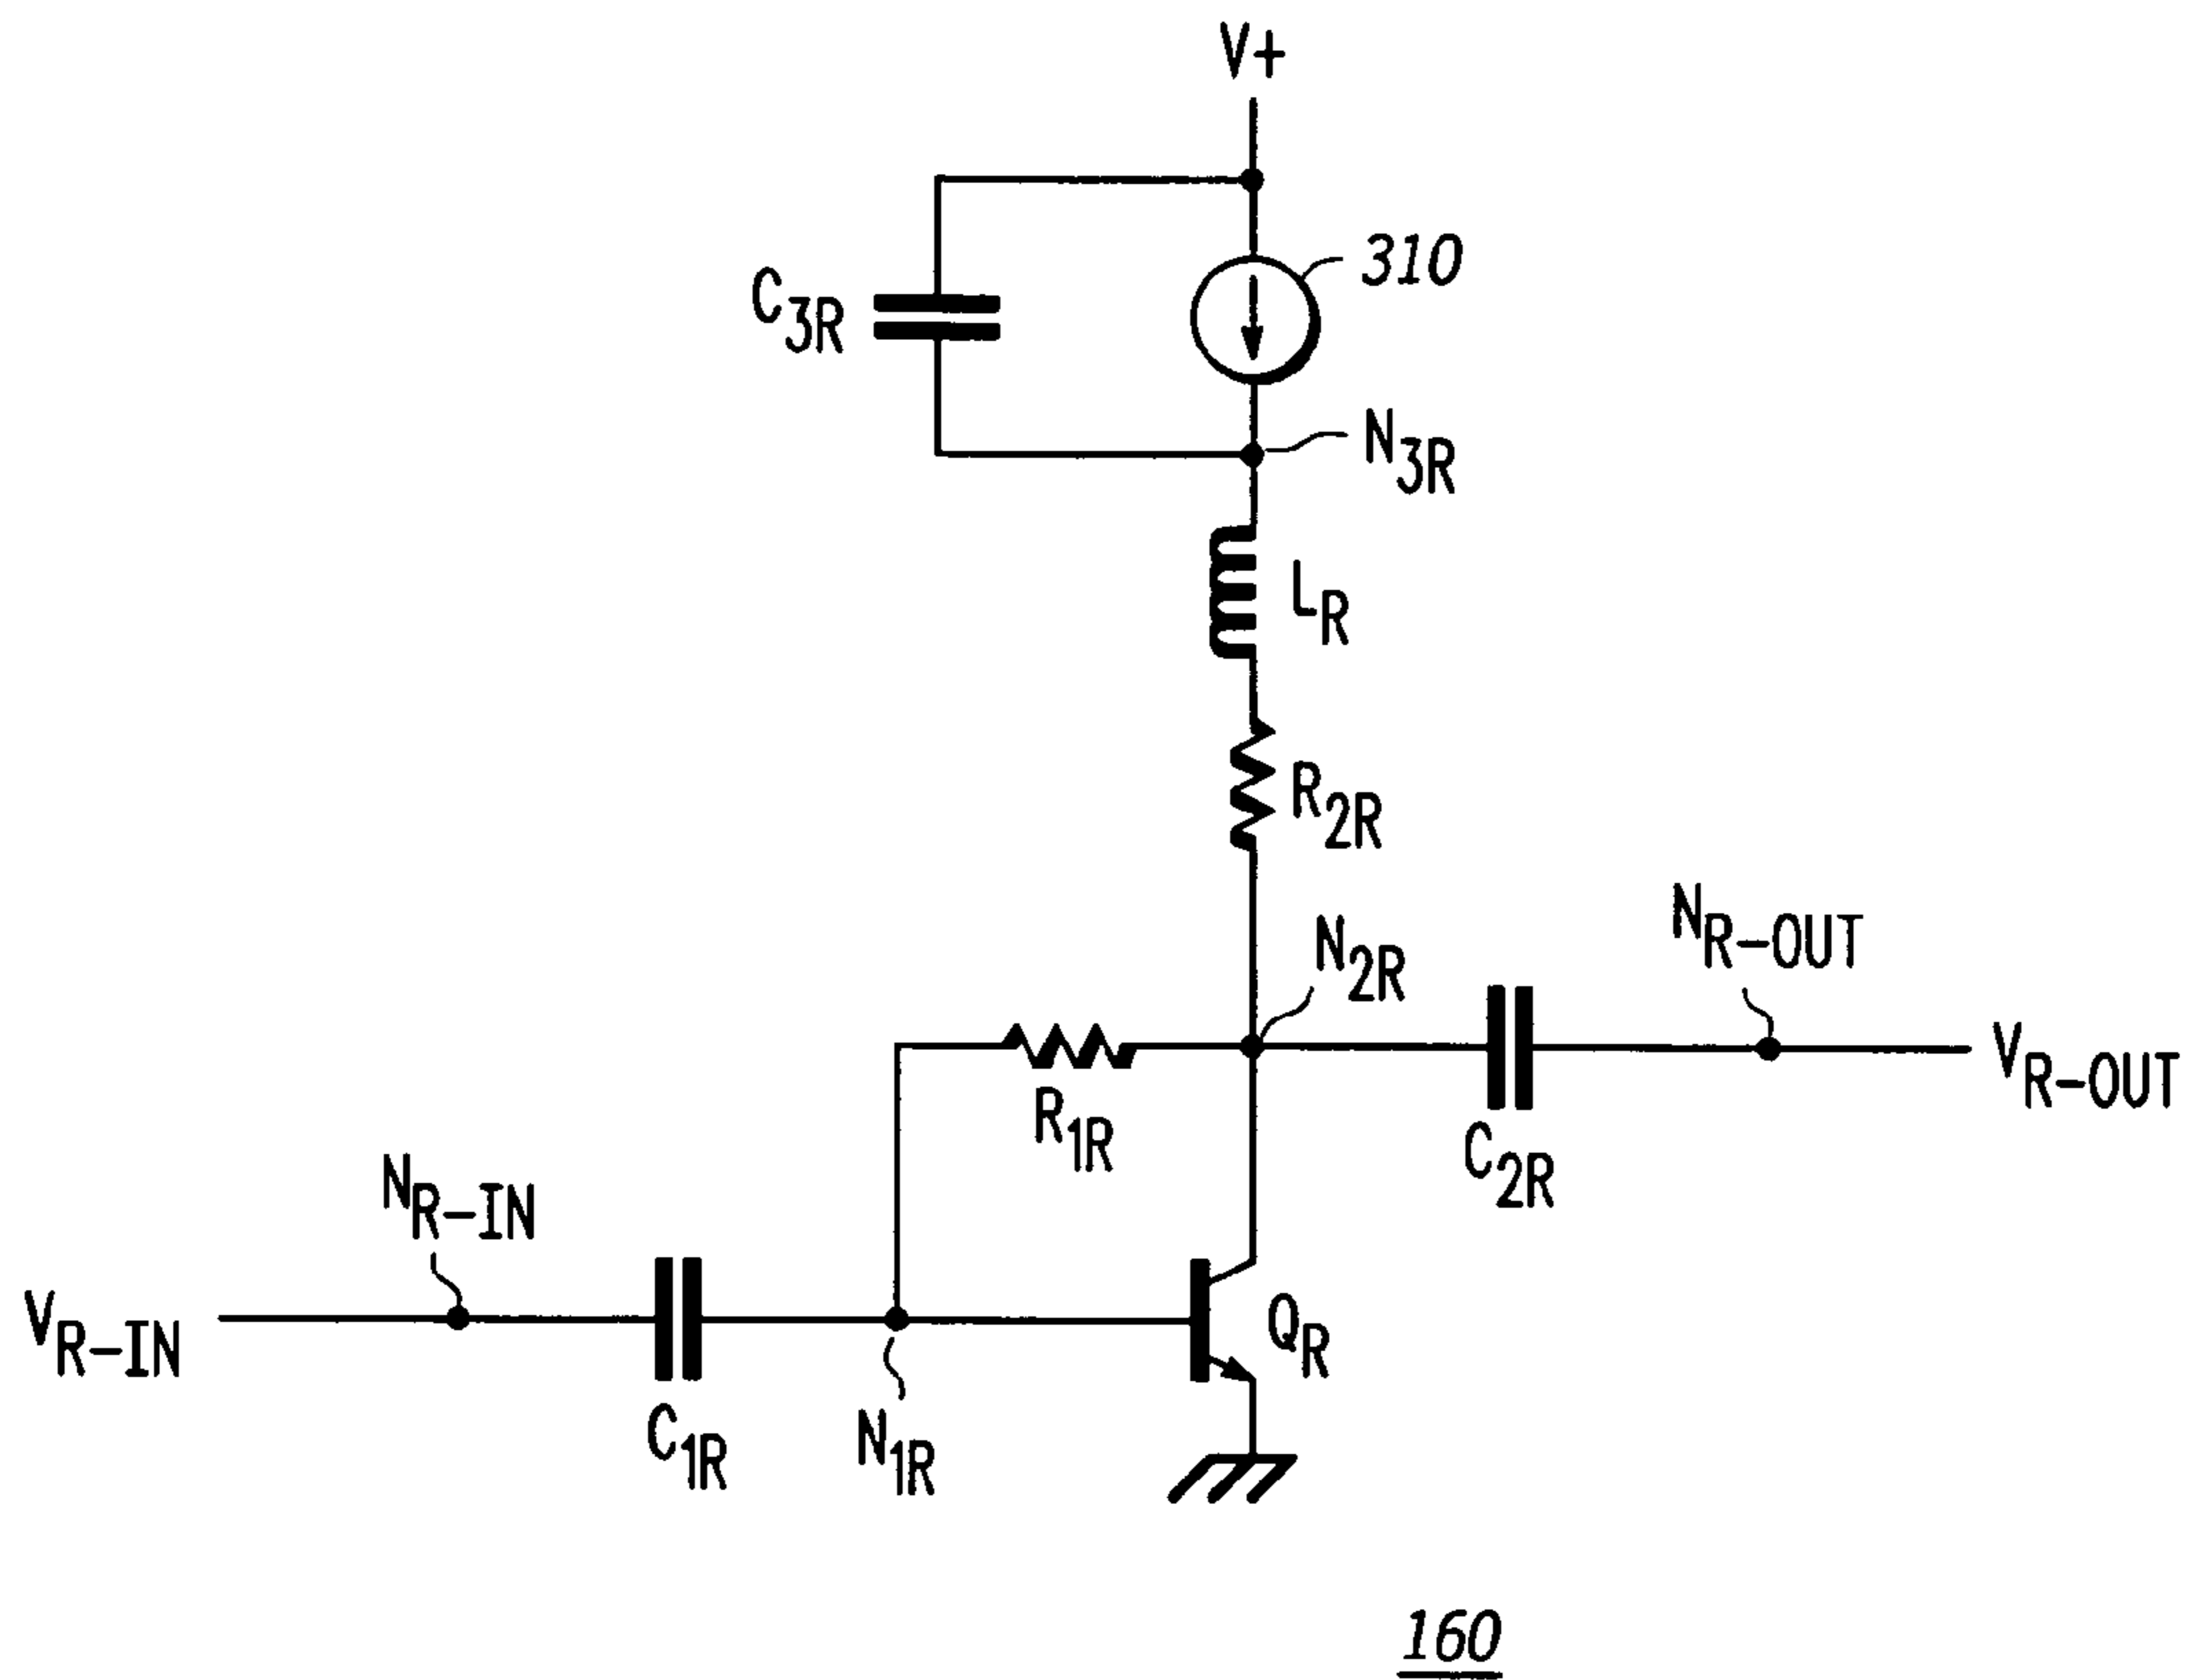 V+
310
C3R
N3R
LR
R2R
N2R
NR-OUT
VR-OUT
R1R
C2R
NR-IN
VR-IN
QR
C1R
N1R
160